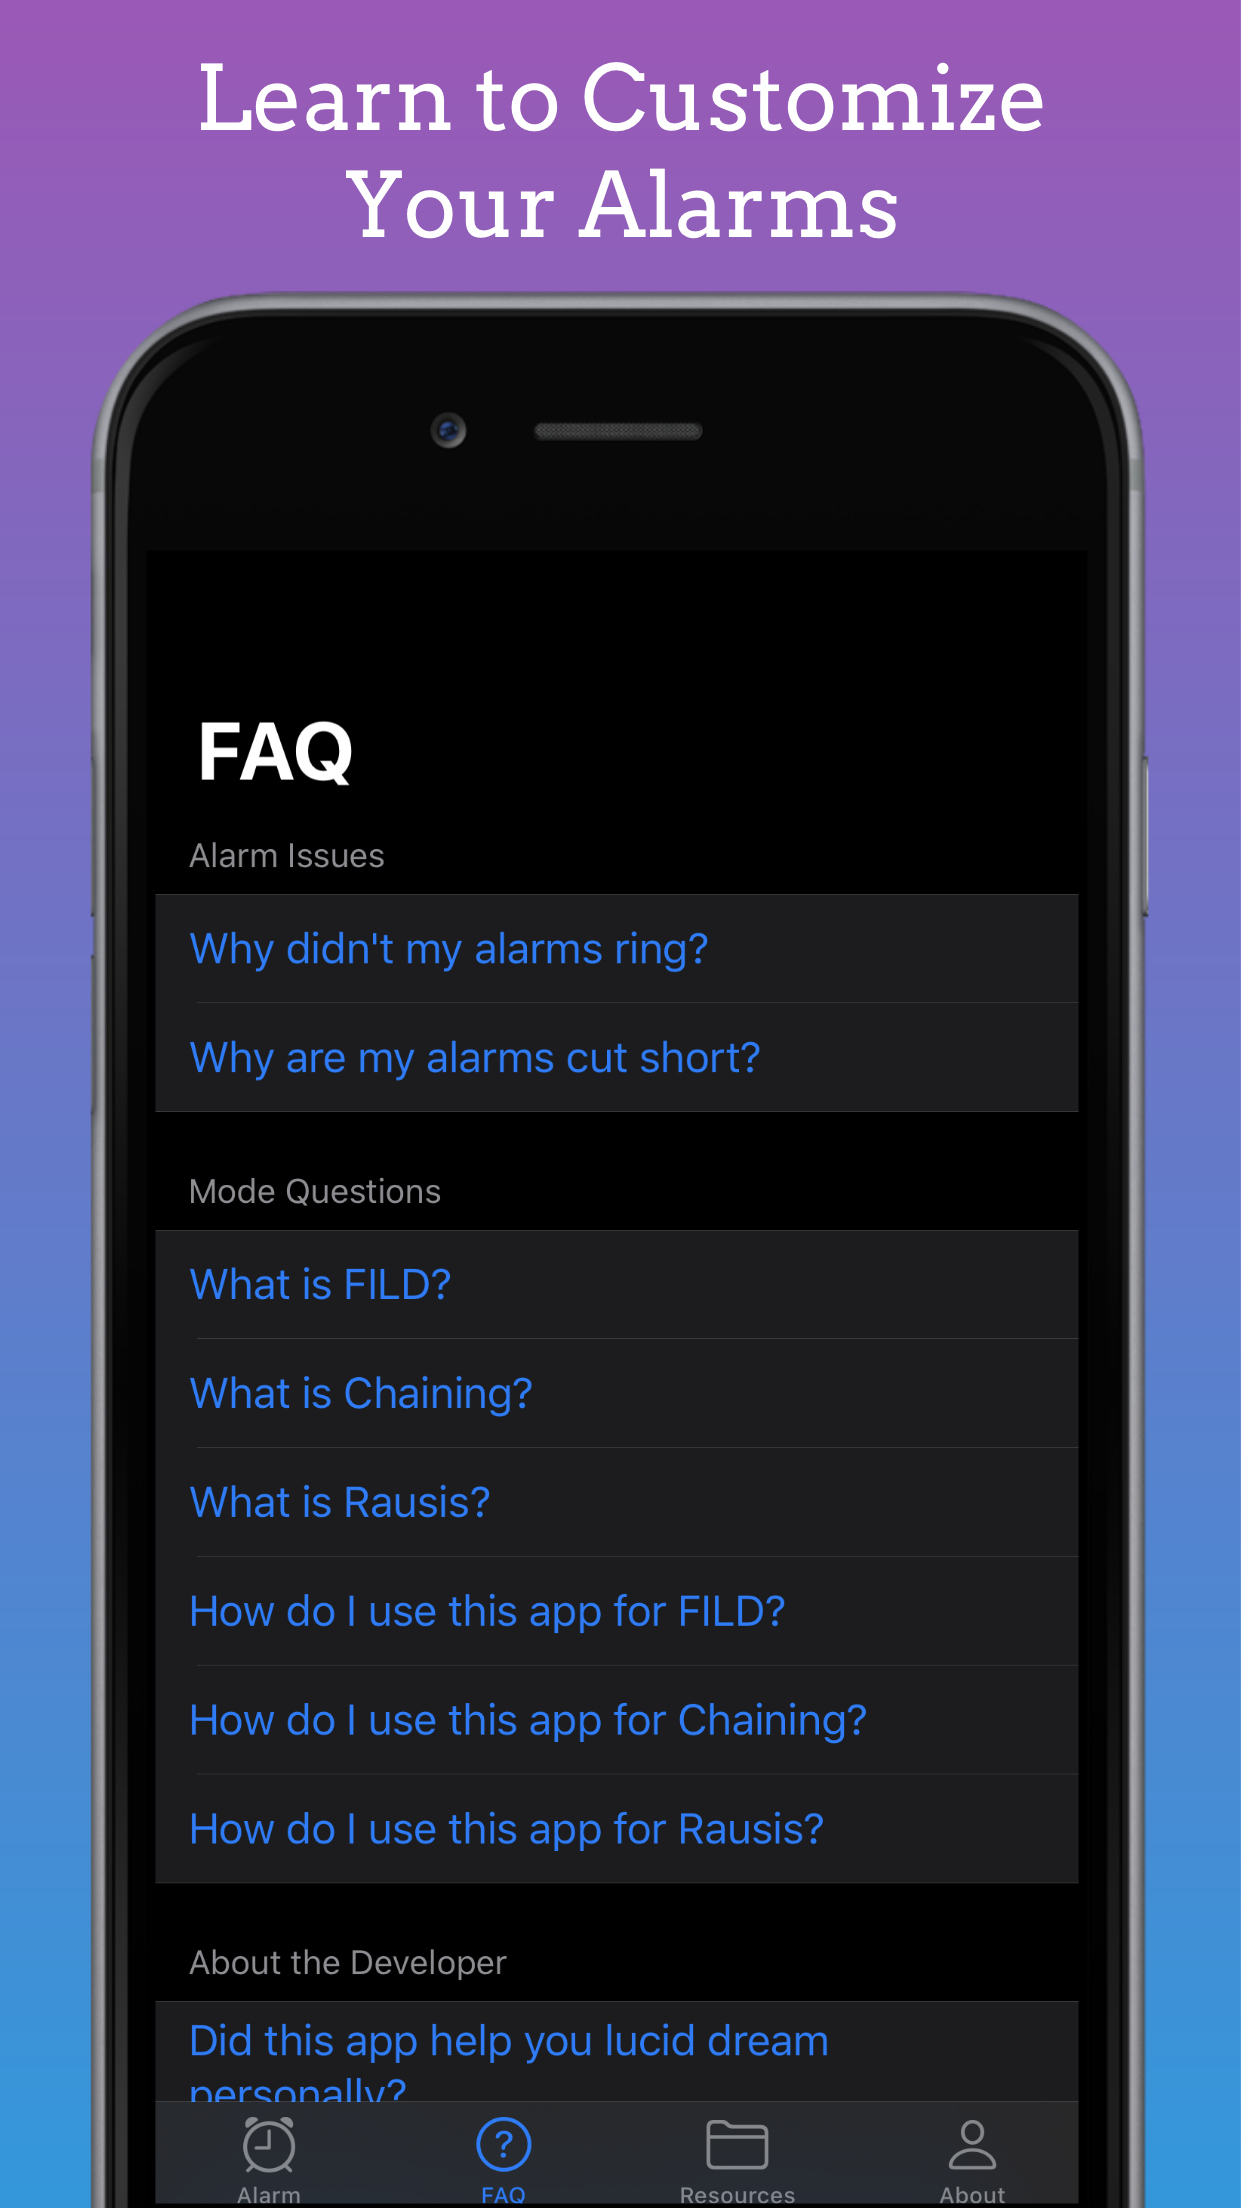 Learn to Customize
Your Alarms
FAQ
Alarm Issues
Why didn't my alarms ring?
Why are my alarms cut short?
Mode Questions
What is FILD?
What is Chaining?
What is Rausis?
How do I use this app for FILD?
How do I use this app for Chaining?
How do I use this app for Rausis?
About the Developer
Did this app help you lucid dream
personally?
Alarm FAQ Resources About